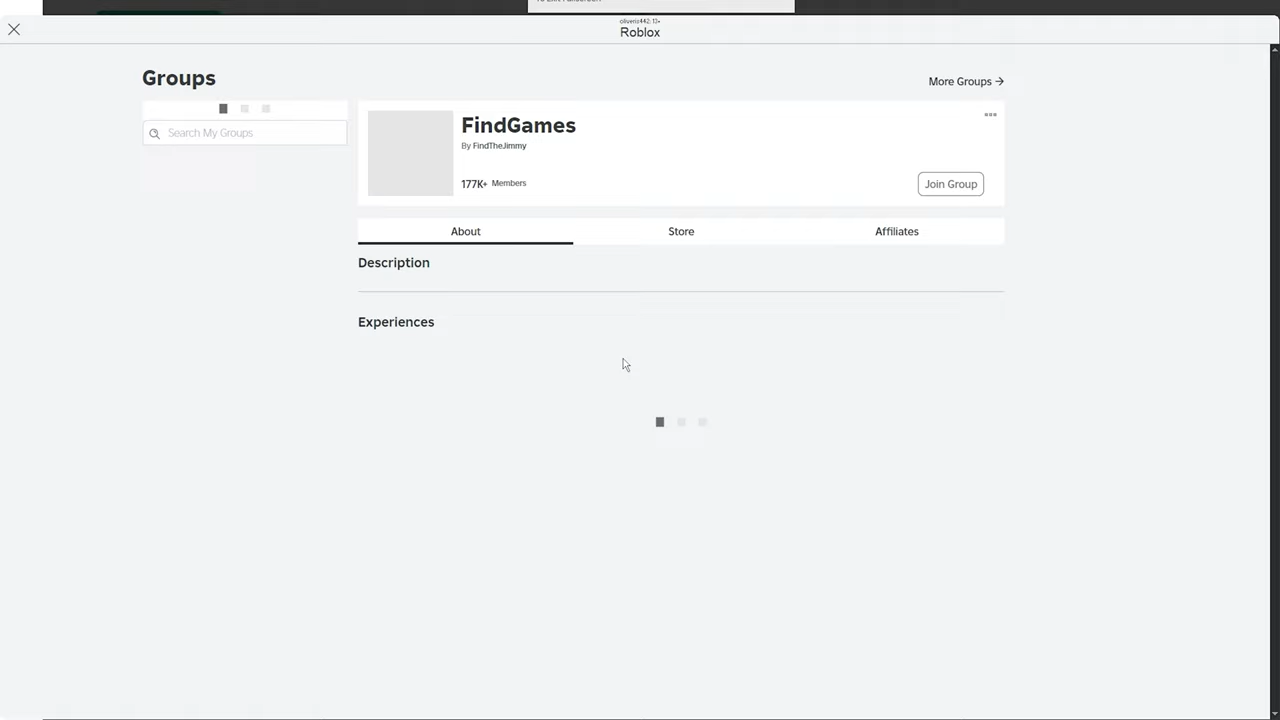 Roblox
Groups
More Groups →
Search My Groups
FindGames
By FindTheJimmy
177K+ Members
Join Group
About
Store
Affiliates
Description
Experiences